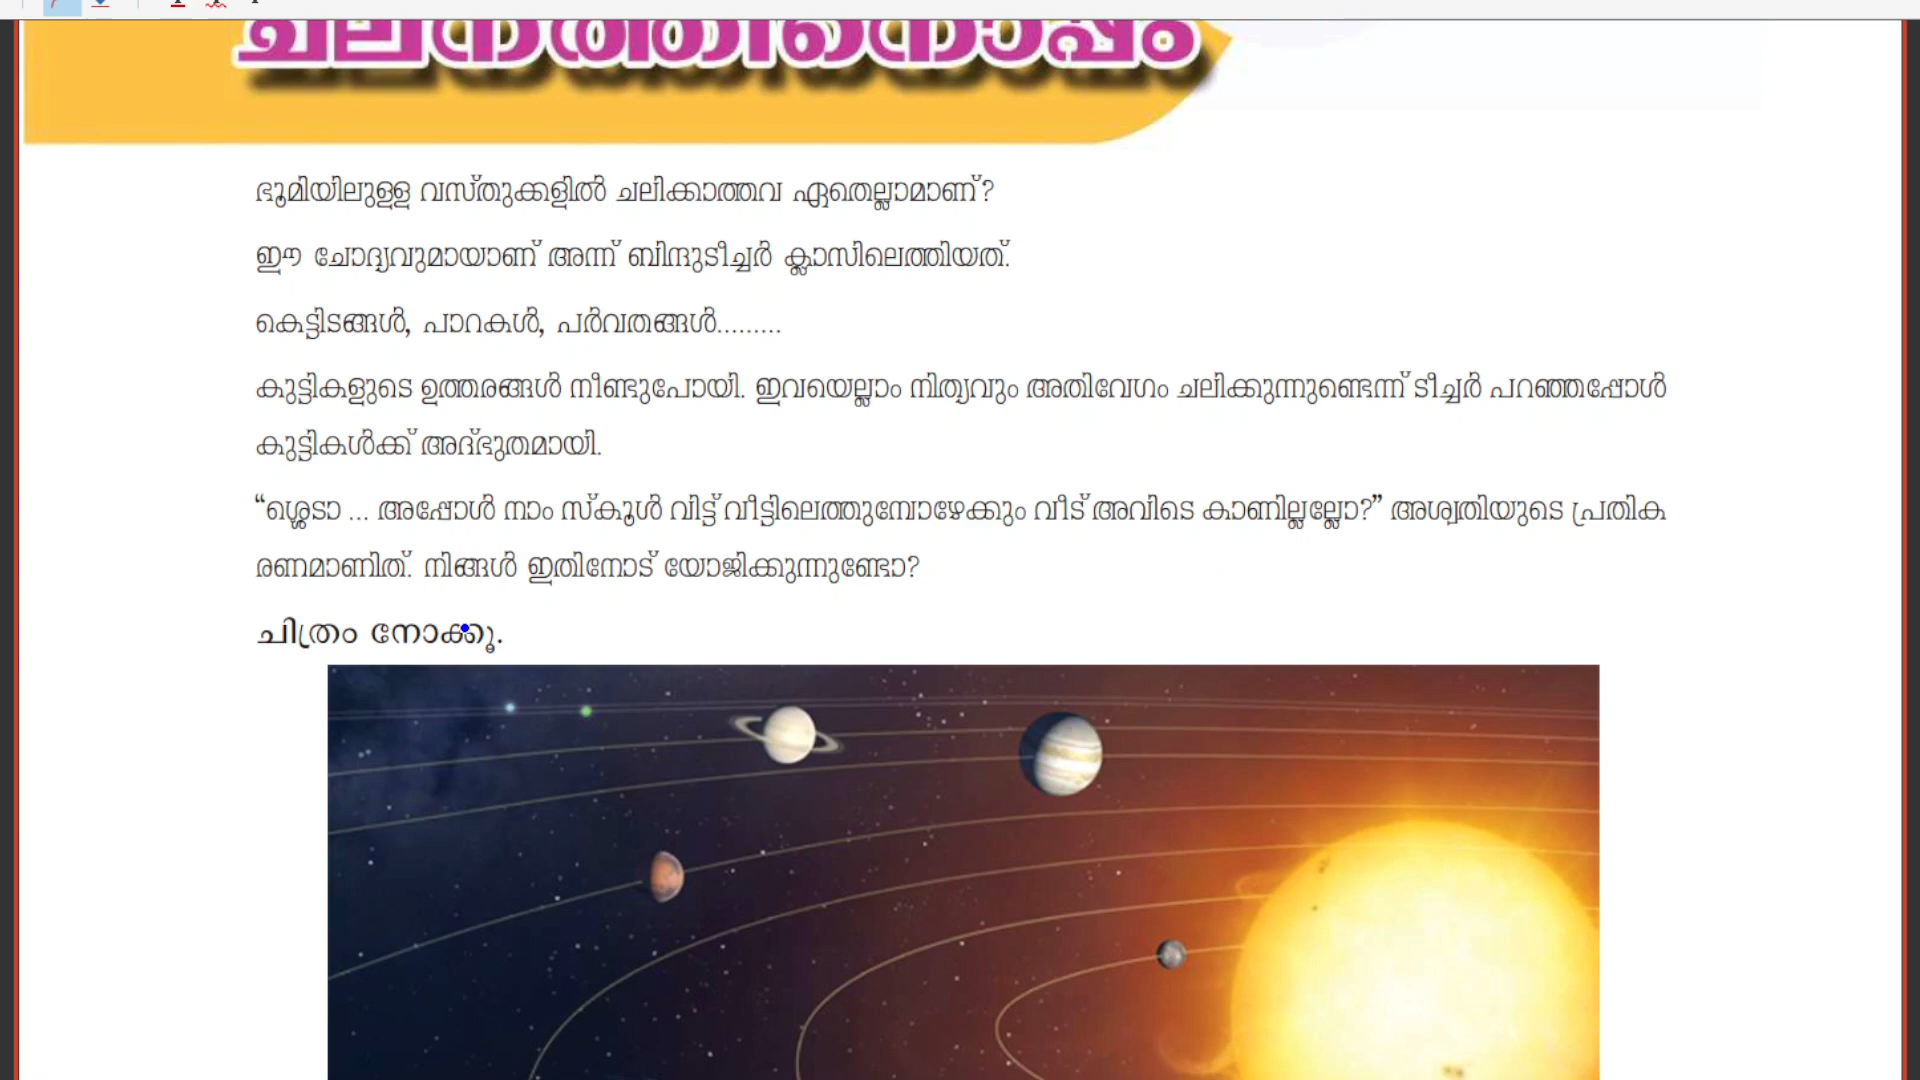 ചലനത്തിനൊപ്പം
ഭൂമിയിലുള്ള വസ്തുക്കളിൽ ചലിക്കാത്തവ ഏതെല്ലാമാണ്?
ഈ ചോദ്യവുമായാണ് അന്ന് ബിന്ദുടീച്ചർ ക്ലാസിലെത്തിയത്.
കെട്ടിടങ്ങൾ, പാറകൾ, പർവതങ്ങൾ.........
കുട്ടികളുടെ ഉത്തരങ്ങൾ നീണ്ടുപോയി. ഇവയെല്ലാം നിത്യവും അതിവേഗം ചലിക്കുന്നുണ്ടെന്ന് ടീച്ചർ പറഞ്ഞപ്പോൾ
കുട്ടികൾക്ക് അദ്ഭുതമായി.
“ശ്ശെടാ ... അപ്പോൾ നാം സ്കൂൾ വിട്ട് വീട്ടിലെത്തുമ്പോഴേക്കും വീട് അവിടെ കാണില്ലല്ലോ?” അശ്വതിയുടെ പ്രതിക
രണമാണിത്. നിങ്ങൾ ഇതിനോട് യോജിക്കുന്നുണ്ടോ?
ചിത്രം നോക്കൂ.